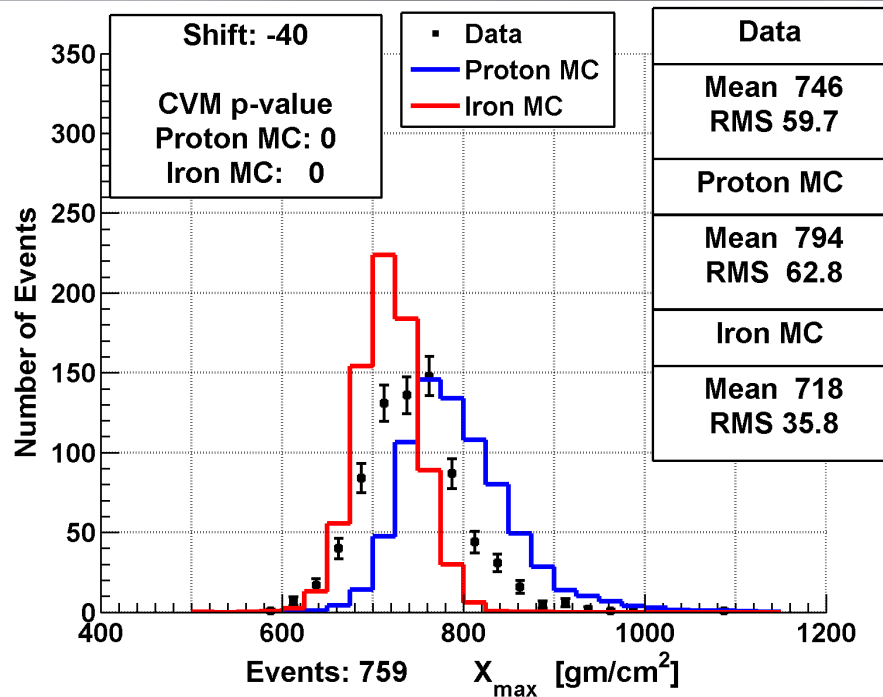 Shift: -40
CVM p-value
Proton MC: 0
Iron MC: 0
Data
Proton MC
Iron MC
Data
Mean 746
RMS 59.7
Proton MC
Mean 794
RMS 62.8
Iron MC
Mean 718
RMS 35.8
Number of Events
350
300
250
200
150
100
50
0
400 600 800 1000 1200
Events: 759 X_max [gm/cm²]